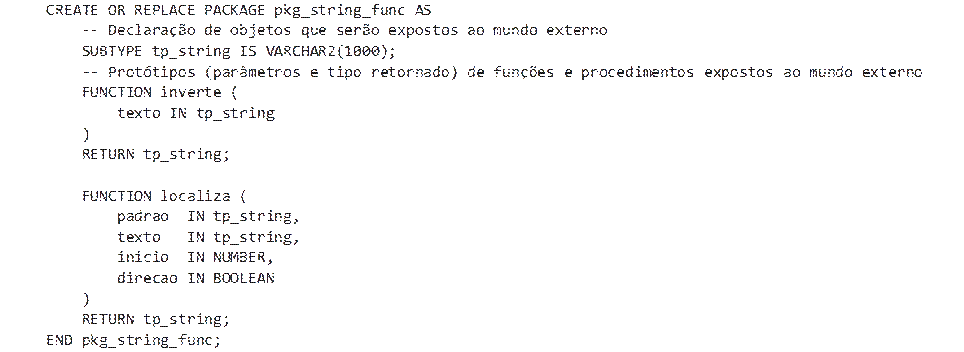 CREATE OR REPLACE PACKAGE pkg_string_func AS
-- Declaração de objetos que serão expostos ao mundo externo
SUBTYPE tp_string IS VARCHAR2(1000);
-- Protótipos (parâmetros e tipo retornado) de funções e procedimentos expostos ao mundo externo
FUNCTION inverte (
texto IN tp_string
)
RETURN tp_string;
FUNCTION localiza (
padrao IN tp_string,
texto IN tp_string,
inicio IN NUMBER,
direcao IN BOOLEAN
)
RETURN tp_string;
END pkg_string_func;